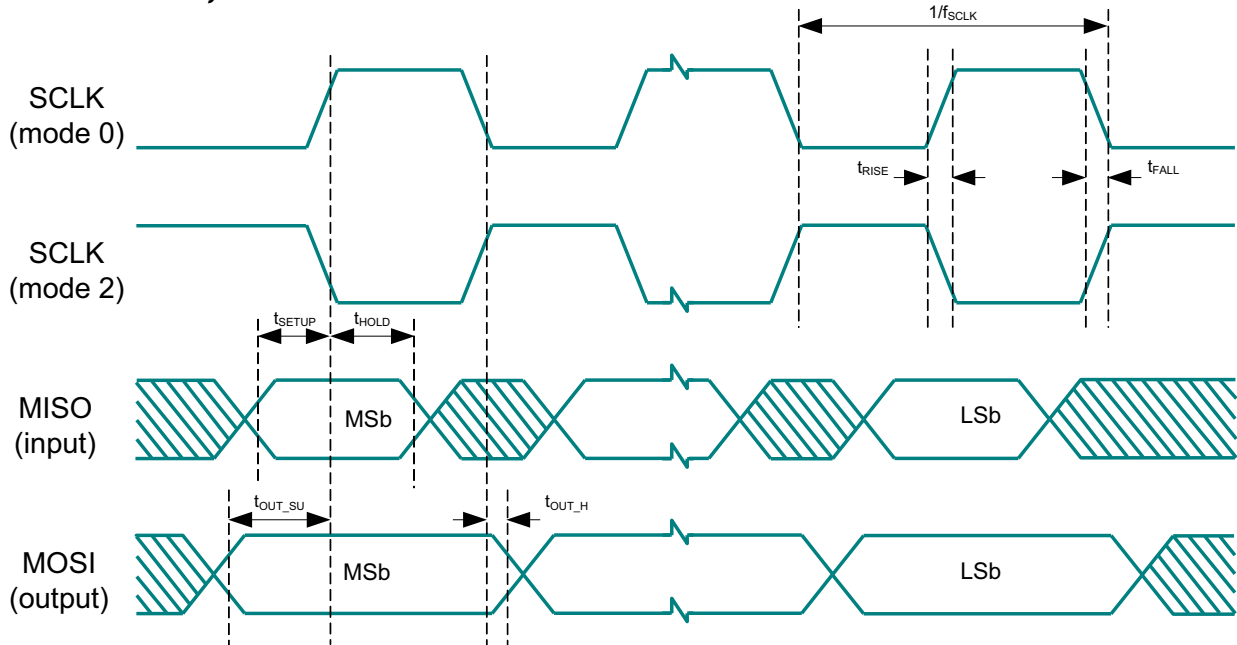 1/fSCLK
SCLK
(mode 0)
tRISE
tFALL
SCLK
(mode 2)
tSETUP
tHOLD
MISO
(input)
MSb
LSb
tOUT_SU
tOUT_H
MOSI
(output)
MSb
LSb